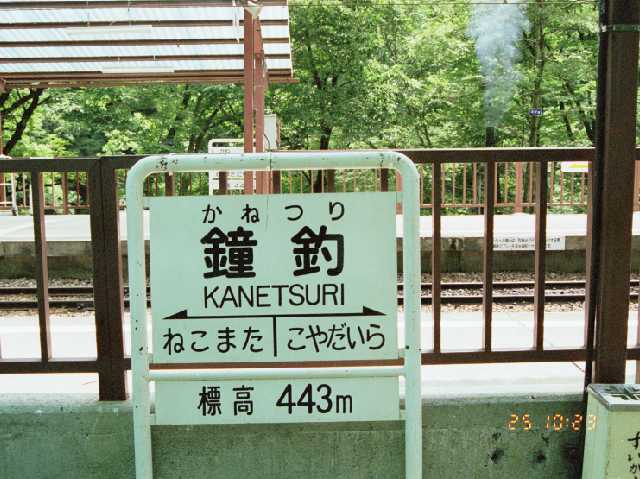 かねつり
鐘釣
KANETSURI
ねこまた こやだいら
標高 443m
25 10:23